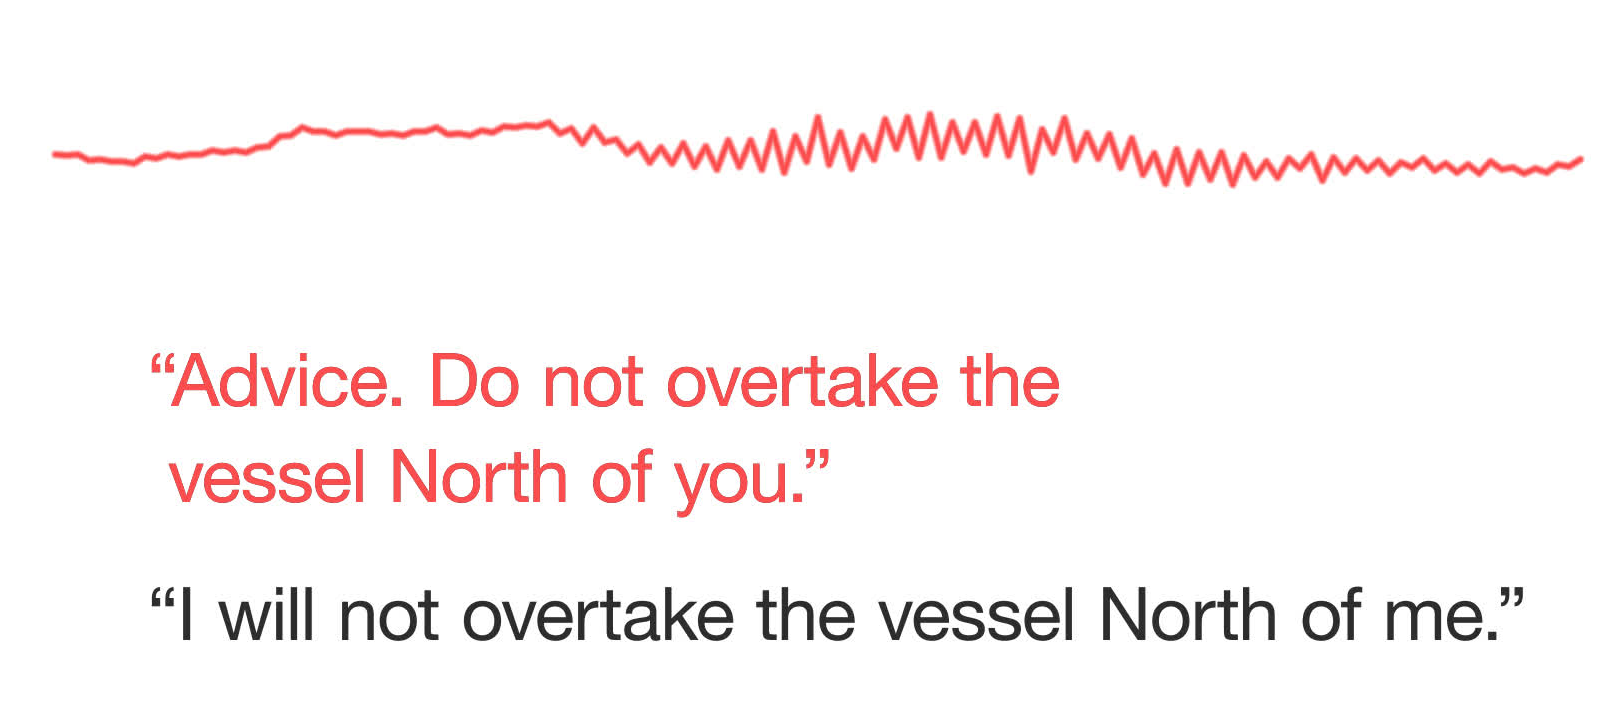 “Advice. Do not overtake the
vessel North of you.”
“I will not overtake the vessel North of me.”